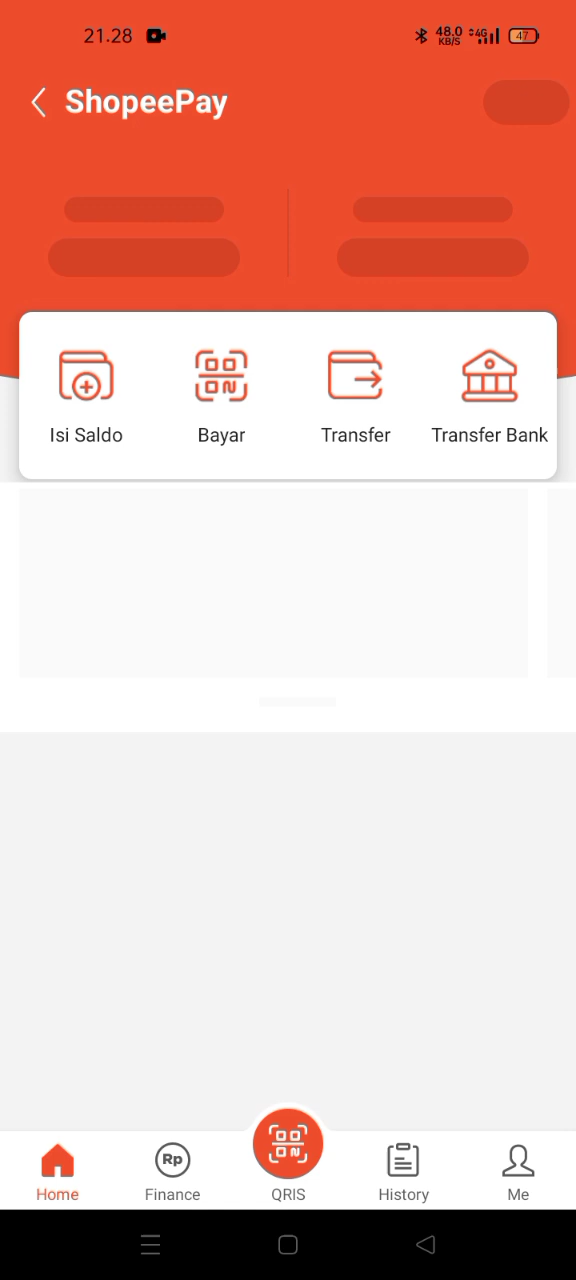 21.28
48.0
KB/S
4G
47
ShopeePay
Isi Saldo
Bayar
Transfer
Transfer Bank
Rp
Home
Finance
QRIS
History
Me